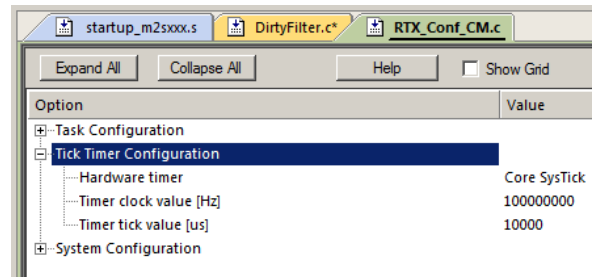 startup_m2sxxx.s DirtyFilter.c* RTX_Conf_CM.c
Expand All Collapse All Help Show Grid
Option Value
Task Configuration
Tick Timer Configuration
Hardware timer Core SysTick
Timer clock value [Hz] 100000000
Timer tick value [us] 10000
System Configuration